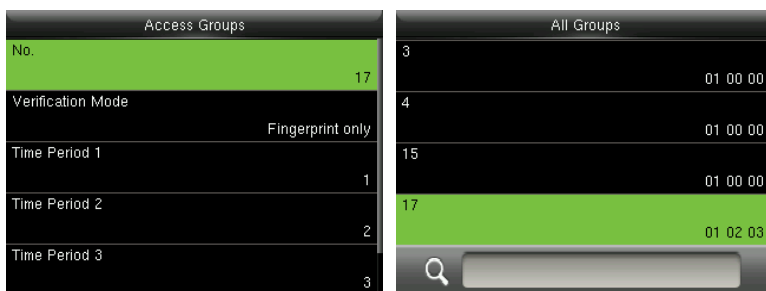 Access Groups
No.
17
Verification Mode
Fingerprint only
Time Period 1
1
Time Period 2
2
Time Period 3
3
All Groups
3
01 00 00
4
01 00 00
15
01 00 00
17
01 02 03